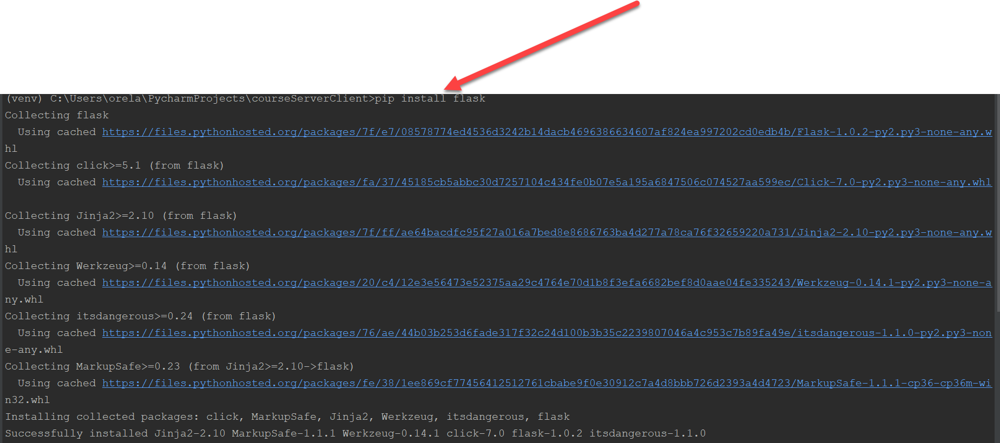 (venv) C:\Users\orela\PycharmProjects\courseServerClient>pip install flask
Collecting flask
  Using cached https://files.pythonhosted.org/packages/7f/e7/08578774ed4536d3242b14dacb4696386634607af824ea997202cd0edb4b/Flask-1.0.2-py2.py3-none-any.w
hl
Collecting click>=5.1 (from flask)
  Using cached https://files.pythonhosted.org/packages/fa/37/45185cb5abbc30d7257104c434fe0b07e5a195a6847506c074527aa599ec/Click-7.0-py2.py3-none-any.whl
Collecting Jinja2>=2.10 (from flask)
  Using cached https://files.pythonhosted.org/packages/7f/ff/ae64bacdfc95f27a016a7bed8e8686763ba4d277a78ca76f32659220a731/Jinja2-2.10-py2.py3-none-any.w
hl
Collecting Werkzeug>=0.14 (from flask)
  Using cached https://files.pythonhosted.org/packages/20/c4/12e3e56473e52375aa29c4764e70d1b8f3efa6682bef8d0aae04fe335243/Werkzeug-0.14.1-py2.py3-none-a
ny.whl
Collecting itsdangerous>=0.24 (from flask)
  Using cached https://files.pythonhosted.org/packages/76/ae/44b03b253d6fade317f32c24d100b3b35c2239807046a4c953c7b89fa49e/itsdangerous-1.1.0-py2.py3-non
e-any.whl
Collecting MarkupSafe>=0.23 (from Jinja2>=2.10->flask)
  Using cached https://files.pythonhosted.org/packages/fe/38/1ee869cf77456412512761cbabe9f0e30912c7a4d8bbb726d2393a4d4723/MarkupSafe-1.1.1-cp36-cp36m-wi
n32.whl
Installing collected packages: click, MarkupSafe, Jinja2, Werkzeug, itsdangerous, flask
Successfully installed Jinja2-2.10 MarkupSafe-1.1.1 Werkzeug-0.14.1 click-7.0 flask-1.0.2 itsdangerous-1.1.0